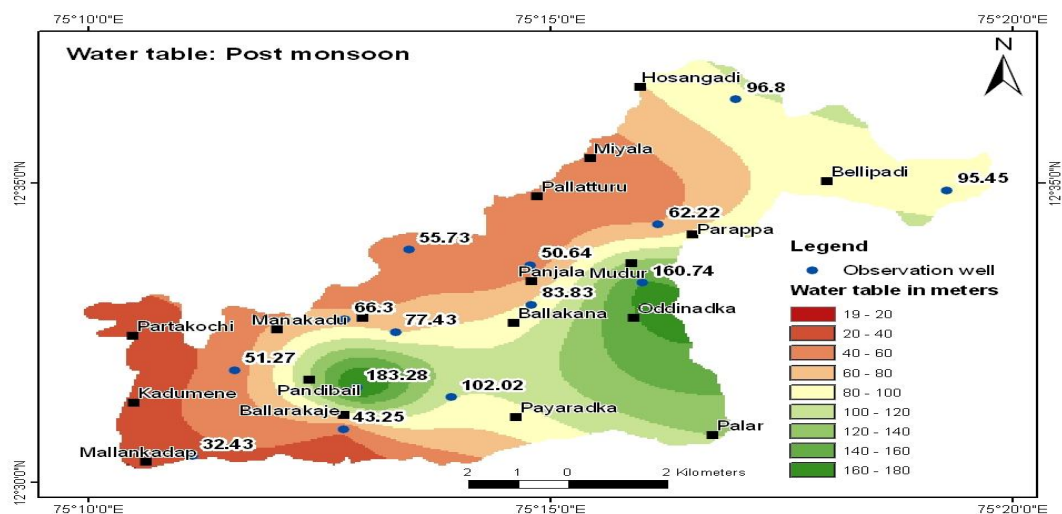 75°10'0"E 75°15'0"E 75°20'0"E
Water table: Post monsoon
N
Hosangadi
96.8
Miyala
Bellipadi
12°35'0"N
12°35'0"N
95.45
Pallatturu
62.22
Parappa
55.73
Legend
50.64
Observation well
Panjala Mudur 160.74
Water table in meters
83.83
66.3
Oddinadka
19 - 20
Partakochi
Manakadu
77.43
Ballakana
20 - 40
40 - 60
51.27
60 - 80
183.28
80 - 100
Pandibail
102.02
Kadumene
100 - 120
Ballarakaje
43.25
Payaradka
120 - 140
Palar
32.43
140 - 160
Mallankadap
160 - 180
2 1 0 2 Kilometers
12°30'0"N
12°30'0"N
75°10'0"E 75°15'0"E 75°20'0"E